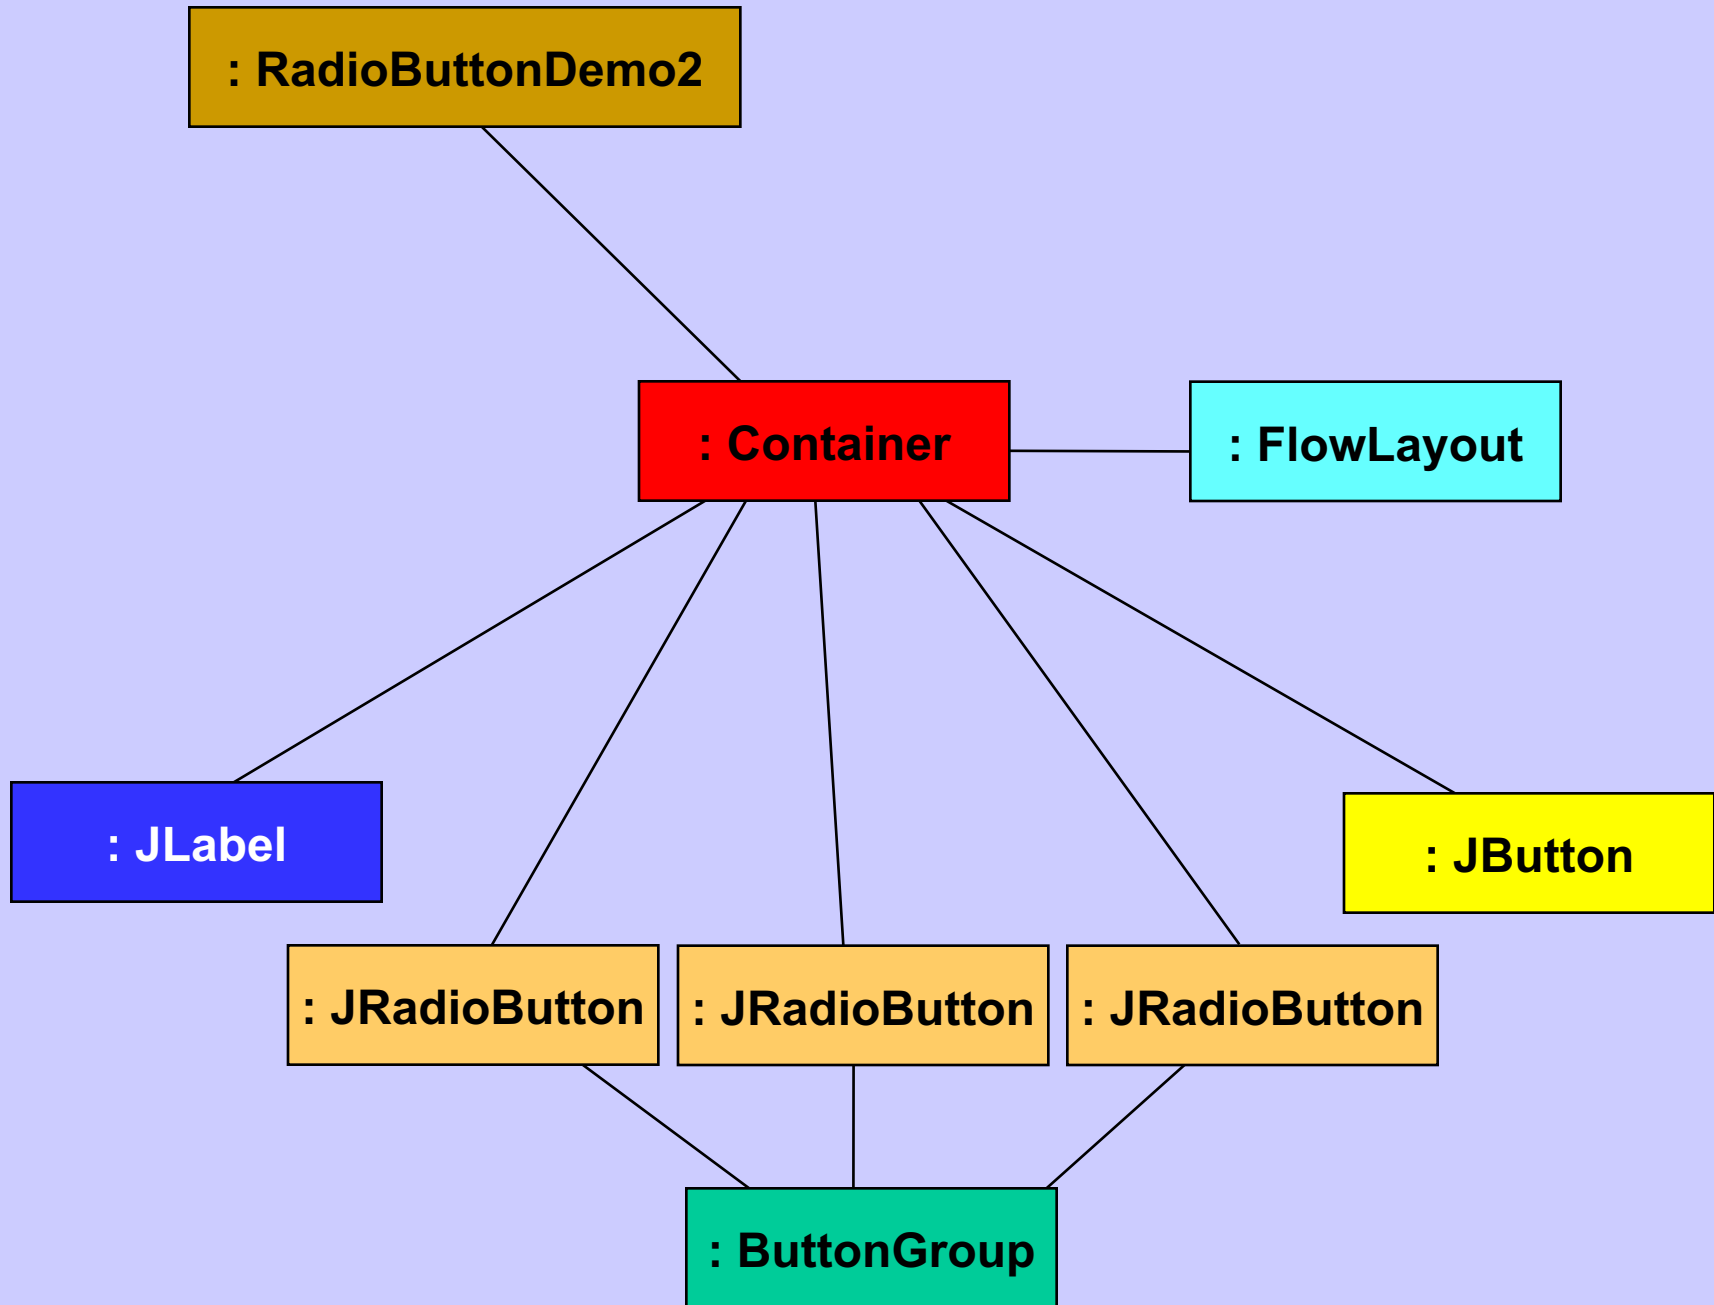 : RadioButtonDemo2
: Container
: FlowLayout
: JLabel
: JButton
: JRadioButton
: JRadioButton
: JRadioButton
: ButtonGroup